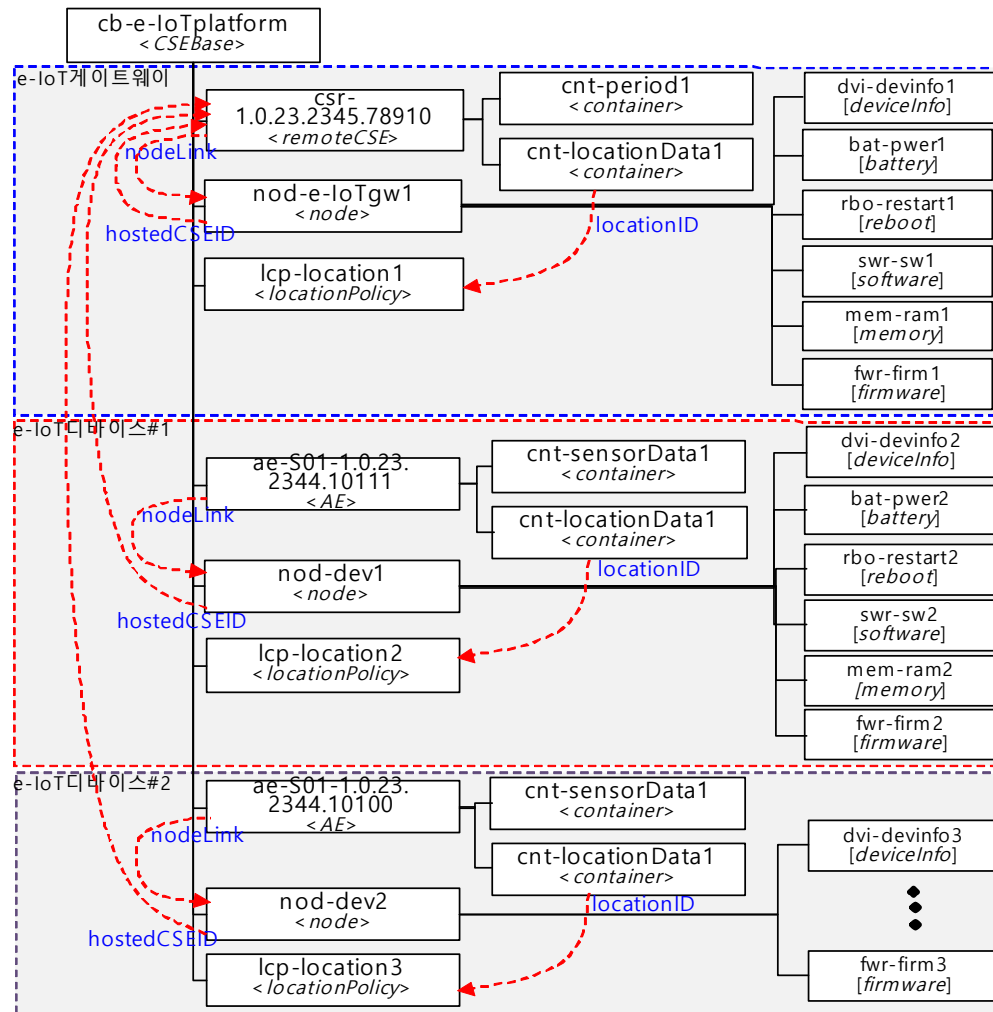 cb-e-IoTplatform
<CSEBase>
e-IoT게이트웨이
csr-
1.0.23.2345.78910
<remoteCSE>
cnt-period1
<container>
cnt-locationData1
<container>
dvi-devinfo1
[deviceInfo]
bat-pwer1
[battery]
rbo-restart1
[reboot]
swr-sw1
[software]
mem-ram1
[memory]
fwr-firm1
[firmware]
nodeLink
nod-e-IoTgw1
<node>
hostedCSEID
locationID
lcp-location1
<locationPolicy>
e-IoT디바이스#1
ae-S01-1.0.23.
2344.10111
<AE>
cnt-sensorData1
<container>
cnt-locationData1
<container>
dvi-devinfo2
[deviceInfo]
bat-pwer2
[battery]
rbo-restart2
[reboot]
swr-sw2
[software]
mem-ram2
[memory]
fwr-firm2
[firmware]
nodeLink
nod-dev1
<node>
hostedCSEID
locationID
lcp-location2
<locationPolicy>
e-IoT디바이스#2
ae-S01-1.0.23.
2344.10100
<AE>
cnt-sensorData1
<container>
cnt-locationData1
<container>
dvi-devinfo3
[deviceInfo]
fwr-firm3
[firmware]
nodeLink
nod-dev2
<node>
hostedCSEID
locationID
lcp-location3
<locationPolicy>